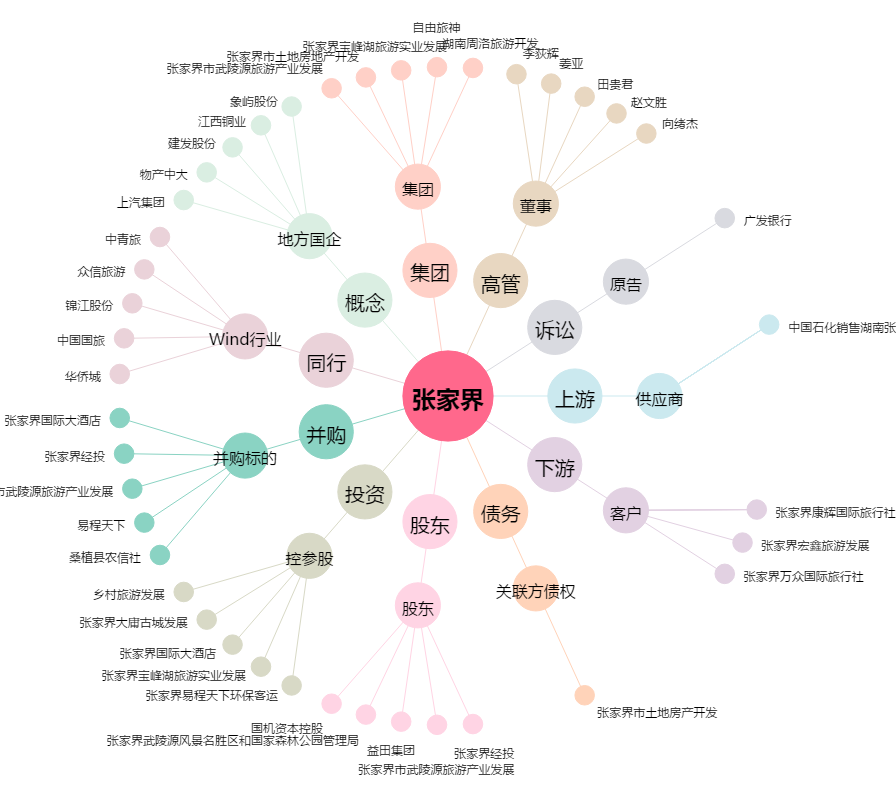 自由旅神
张家界宝峰湖旅游实业发展
湖南周洛旅游开发
张家界市土地房地产开发
张家界市武陵源旅游产业发展
李荻辉
姜亚
田贵君
赵文胜
向绪杰
象屿股份
江西铜业
建发股份
物产中大
上汽集团
集团
董事
地方国企
广发银行
中青旅
众信旅游
锦江股份
中国国旅
华侨城
集团
高管
原告
概念
诉讼
中国石化销售湖南张
Wind行业
同行
张家界
上游
供应商
张家界国际大酒店
张家界经投
市武陵源旅游产业发展
易程天下
桑植县农信社
并购标的
并购
下游
投资
股东
债务
客户
张家界康辉国际旅行社
张家界宏鑫旅游发展
张家界万众国际旅行社
控参股
乡村旅游发展
张家界大庸古城发展
张家界国际大酒店
张家界宝峰湖旅游实业发展
张家界易程天下环保客运
股东
关联方债权
国机资本控股
张家界武陵源风景名胜区和国家森林公园管理局
益田集团
张家界市武陵源旅游产业发展
张家界经投
张家界市土地房产开发